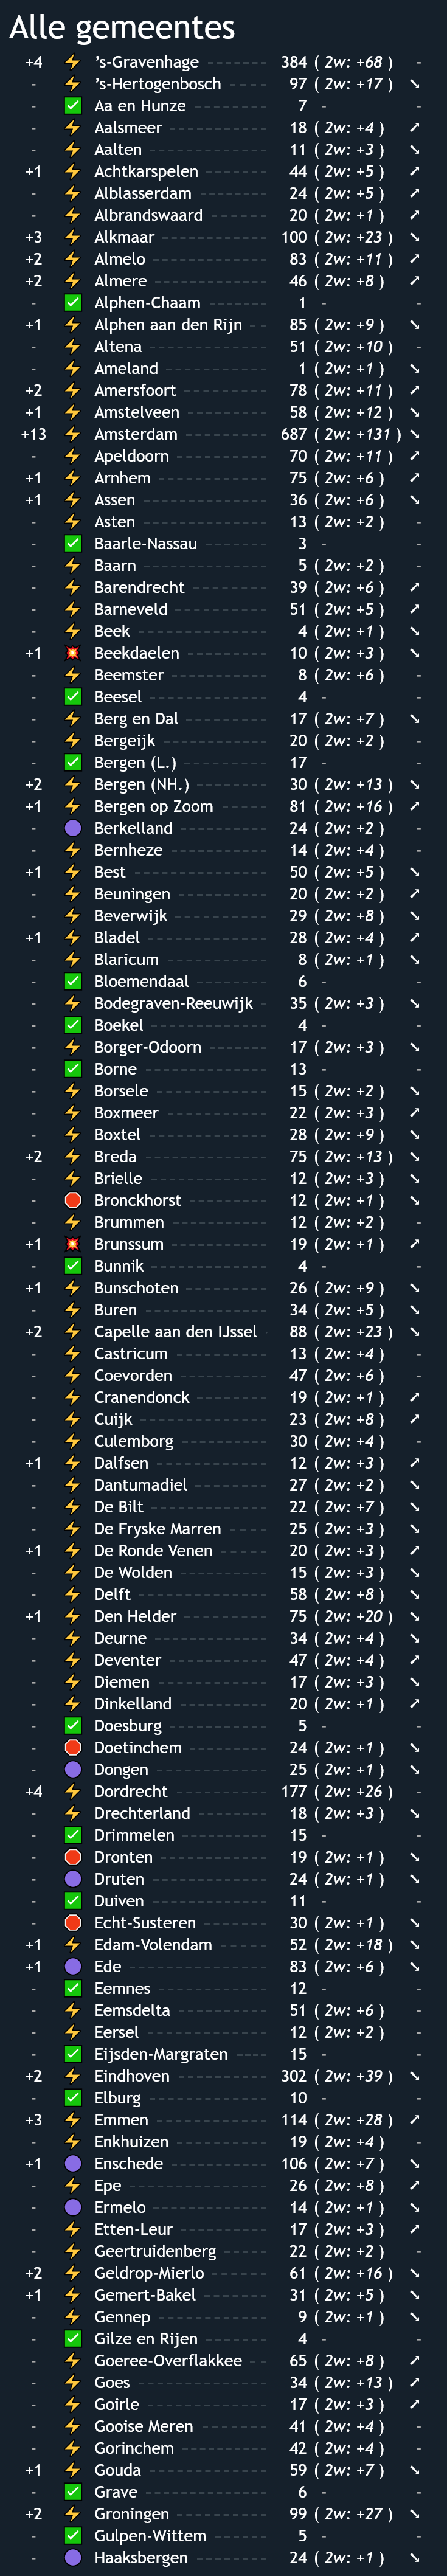 Alle gemeentes
+4 ⚡ ’s-Gravenhage 384 ( 2w: +68 ) -
- ⚡ ’s-Hertogenbosch 97 ( 2w: +17 ) ↘
- ✅ Aa en Hunze 7 - -
- ⚡ Aalsmeer 18 ( 2w: +4 ) ↗
- ⚡ Aalten 11 ( 2w: +3 ) ↘
+1 ⚡ Achtkarspelen 44 ( 2w: +5 ) ↗
- ⚡ Alblasserdam 24 ( 2w: +5 ) ↗
- ⚡ Albrandswaard 20 ( 2w: +1 ) ↗
+3 ⚡ Alkmaar 100 ( 2w: +23 ) ↘
+2 ⚡ Almelo 83 ( 2w: +11 ) ↗
+2 ⚡ Almere 46 ( 2w: +8 ) ↗
- ✅ Alphen-Chaam 1 - -
+1 ⚡ Alphen aan den Rijn 85 ( 2w: +9 ) ↘
- ⚡ Altena 51 ( 2w: +10 ) -
- ⚡ Ameland 1 ( 2w: +1 ) ↘
+2 ⚡ Amersfoort 78 ( 2w: +11 ) ↗
+1 ⚡ Amstelveen 58 ( 2w: +12 ) ↘
+13 ⚡ Amsterdam 687 ( 2w: +131 ) ↘
- ⚡ Apeldoorn 70 ( 2w: +11 ) ↗
+1 ⚡ Arnhem 75 ( 2w: +6 ) ↗
+1 ⚡ Assen 36 ( 2w: +6 ) ↘
- ⚡ Asten 13 ( 2w: +2 ) -
- ✅ Baarle-Nassau 3 - -
- ⚡ Baarn 5 ( 2w: +2 ) -
- ⚡ Barendrecht 39 ( 2w: +6 ) ↗
- ⚡ Barneveld 51 ( 2w: +5 ) ↗
- ⚡ Beek 4 ( 2w: +1 ) ↘
+1 💥 Beekdaelen 10 ( 2w: +3 ) ↘
- ⚡ Beemster 8 ( 2w: +6 ) -
- ✅ Beesel 4 - -
- ⚡ Berg en Dal 17 ( 2w: +7 ) ↘
- ⚡ Bergeijk 20 ( 2w: +2 ) -
- ✅ Bergen (L.) 17 - -
+2 ⚡ Bergen (NH.) 30 ( 2w: +13 ) ↘
+1 ⚡ Bergen op Zoom 81 ( 2w: +16 ) ↗
- 🟣 Berkelland 24 ( 2w: +2 ) -
- ⚡ Bernheze 14 ( 2w: +4 ) -
+1 ⚡ Best 50 ( 2w: +5 ) ↘
- ⚡ Beuningen 20 ( 2w: +2 ) ↗
- ⚡ Beverwijk 29 ( 2w: +8 ) ↘
+1 ⚡ Bladel 28 ( 2w: +4 ) ↗
- ⚡ Blaricum 8 ( 2w: +1 ) ↘
- ✅ Bloemendaal 6 - -
- ⚡ Bodegraven-Reeuwijk 35 ( 2w: +3 ) ↘
- ✅ Boekel 4 - -
- ⚡ Borger-Odoorn 17 ( 2w: +3 ) ↘
- ✅ Borne 13 - -
- ⚡ Borsele 15 ( 2w: +2 ) ↘
- ⚡ Boxmeer 22 ( 2w: +3 ) ↗
- ⚡ Boxtel 28 ( 2w: +9 ) ↘
+2 ⚡ Breda 75 ( 2w: +13 ) ↘
- ⚡ Brielle 12 ( 2w: +3 ) ↘
- 🛑 Bronckhorst 12 ( 2w: +1 ) ↘
- ⚡ Brummen 12 ( 2w: +2 ) -
+1 💥 Brunssum 19 ( 2w: +1 ) ↗
- ✅ Bunnik 4 - -
+1 ⚡ Bunschoten 26 ( 2w: +9 ) ↘
- ⚡ Buren 34 ( 2w: +5 ) ↘
+2 ⚡ Capelle aan den IJssel 88 ( 2w: +23 ) ↘
- ⚡ Castricum 13 ( 2w: +4 ) -
- ⚡ Coevorden 47 ( 2w: +6 ) -
- ⚡ Cranendonck 19 ( 2w: +1 ) ↗
- ⚡ Cuijk 23 ( 2w: +8 ) ↗
- ⚡ Culemborg 30 ( 2w: +4 ) -
+1 ⚡ Dalfsen 12 ( 2w: +3 ) ↗
- ⚡ Dantumadiel 27 ( 2w: +2 ) ↘
- ⚡ De Bilt 22 ( 2w: +7 ) ↘
- ⚡ De Fryske Marren 25 ( 2w: +3 ) ↘
+1 ⚡ De Ronde Venen 20 ( 2w: +3 ) ↗
- ⚡ De Wolden 15 ( 2w: +3 ) ↘
- ⚡ Delft 58 ( 2w: +8 ) ↘
+1 ⚡ Den Helder 75 ( 2w: +20 ) ↘
- ⚡ Deurne 34 ( 2w: +4 ) ↘
- ⚡ Deventer 47 ( 2w: +4 ) ↗
- ⚡ Diemen 17 ( 2w: +3 ) ↘
- ⚡ Dinkelland 20 ( 2w: +1 ) ↗
- ✅ Doesburg 5 - -
- 🛑 Doetinchem 24 ( 2w: +1 ) ↘
- 🟣 Dongen 25 ( 2w: +1 ) ↘
+4 ⚡ Dordrecht 177 ( 2w: +26 ) -
- ⚡ Drechterland 18 ( 2w: +3 ) ↘
- ✅ Drimmelen 15 - -
- 🛑 Dronten 19 ( 2w: +1 ) ↘
- 🟣 Druten 24 ( 2w: +1 ) ↘
- ✅ Duiven 11 - -
- 🛑 Echt-Susteren 30 ( 2w: +1 ) ↘
+1 ⚡ Edam-Volendam 52 ( 2w: +18 ) ↘
+1 🟣 Ede 83 ( 2w: +6 ) ↘
- ✅ Eemnes 12 - -
- ⚡ Eemsdelta 51 ( 2w: +6 ) -
- ⚡ Eersel 12 ( 2w: +2 ) -
- ✅ Eijsden-Margraten 15 - -
+2 ⚡ Eindhoven 302 ( 2w: +39 ) ↘
- ✅ Elburg 10 - -
+3 ⚡ Emmen 114 ( 2w: +28 ) ↗
- ⚡ Enkhuizen 19 ( 2w: +4 ) -
+1 🟣 Enschede 106 ( 2w: +7 ) ↘
- ⚡ Epe 26 ( 2w: +8 ) ↗
- 🟣 Ermelo 14 ( 2w: +1 ) ↘
- ⚡ Etten-Leur 17 ( 2w: +3 ) ↗
- ⚡ Geertruidenberg 22 ( 2w: +2 ) -
+2 ⚡ Geldrop-Mierlo 61 ( 2w: +16 ) ↘
+1 ⚡ Gemert-Bakel 31 ( 2w: +5 ) ↘
- ⚡ Gennep 9 ( 2w: +1 ) ↘
- ✅ Gilze en Rijen 4 - -
- ⚡ Goeree-Overflakkee 65 ( 2w: +8 ) ↗
- ⚡ Goes 34 ( 2w: +13 ) ↗
- ⚡ Goirle 17 ( 2w: +3 ) ↗
- ⚡ Gooise Meren 41 ( 2w: +4 ) -
- ⚡ Gorinchem 42 ( 2w: +4 ) -
+1 ⚡ Gouda 59 ( 2w: +7 ) ↘
- ✅ Grave 6 - -
+2 ⚡ Groningen 99 ( 2w: +27 ) ↘
- ✅ Gulpen-Wittem 5 - -
- 🟣 Haaksbergen 24 ( 2w: +1 ) ↘